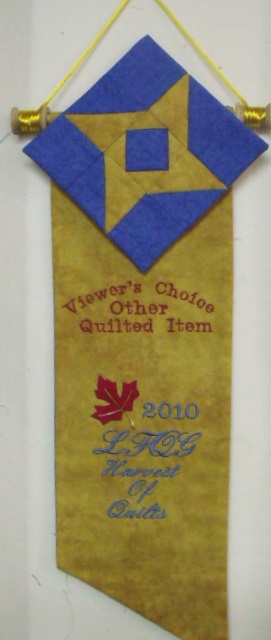 Viewer's Choice
Other
Quilted Item
2010
LFQG
Harvest
Of
Quilts